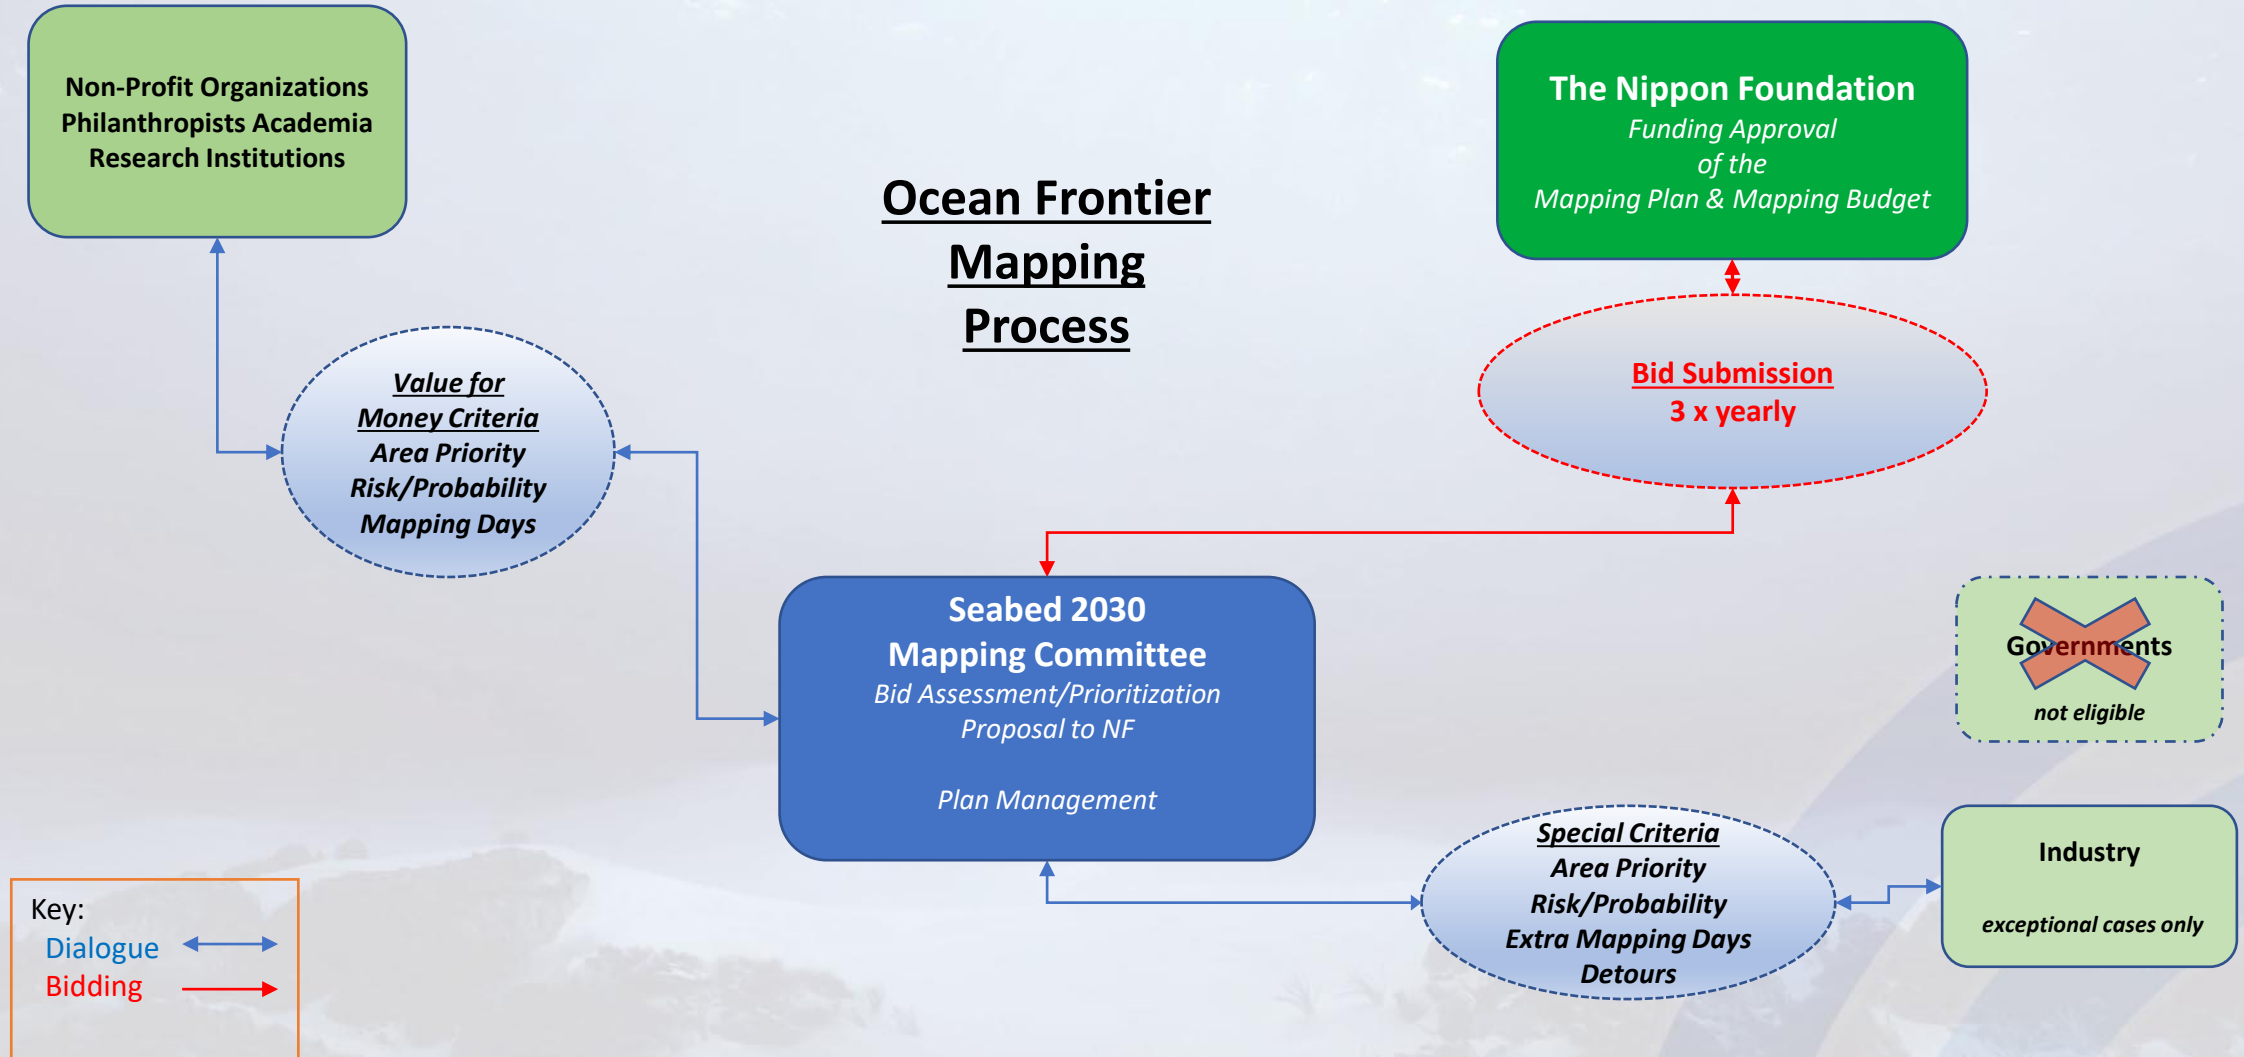 Non-Profit Organizations
Philanthropists Academia
Research Institutions
The Nippon Foundation
Funding Approval
of the
Mapping Plan & Mapping Budget
Ocean Frontier
Mapping
Process
Value for
Money Criteria
Area Priority
Risk/Probability
Mapping Days
Bid Submission
3 x yearly
Seabed 2030
Mapping Committee
Bid Assessment/Prioritization
Proposal to NF
Plan Management
Governments
not eligible
Special Criteria
Area Priority
Risk/Probability
Extra Mapping Days
Detours
Industry
exceptional cases only
Key:
Dialogue
Bidding